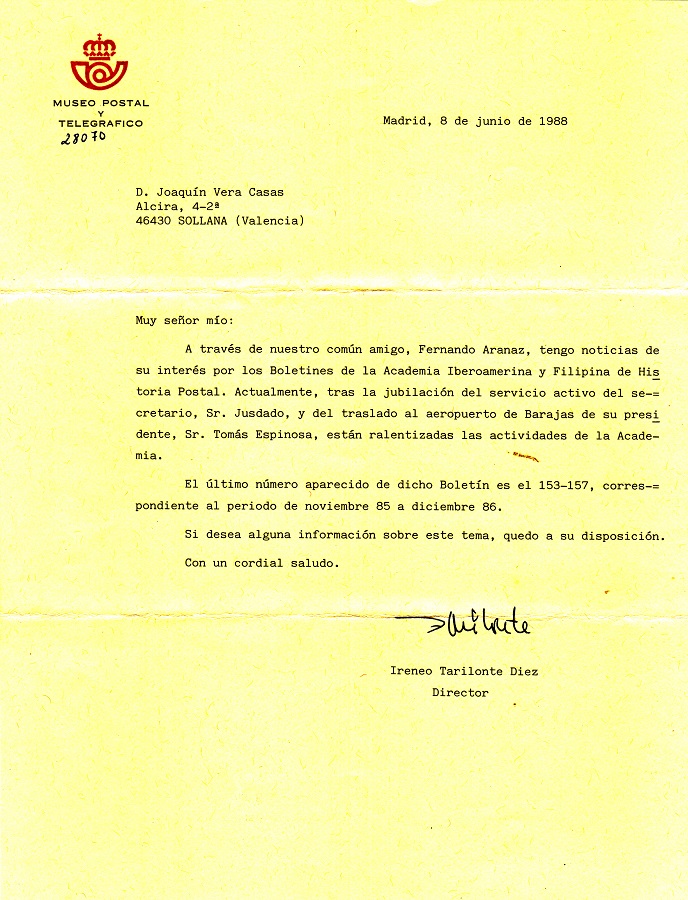 MUSEO POSTAL
Y
TELEGRAFICO
28070
Madrid, 8 de junio de 1988
D. Joaquín Vera Casas
Alcira, 4-2ª
46430 SOLLANA (Valencia)
Muy señor mío:
A través de nuestro común amigo, Fernando Aranaz, tengo noticias de
su interés por los Boletines de la Academia Iberoamerina y Filipina de His
toria Postal. Actualmente, tras la jubilación del servicio activo del se-=
cretario, Sr. Jusdado, y del traslado al aeropuerto de Barajas de su presi
dente, Sr. Tomás Espinosa, están ralentizadas las actividades de la Acade-
mia.
El último número aparecido de dicho Boletín es el 153-157, corres-=
pondiente al periodo de noviembre 85 a diciembre 86.
Si desea alguna información sobre este tema, quedo a su disposición.
Con un cordial saludo.
Ireneo Tarilonte Diez
Director